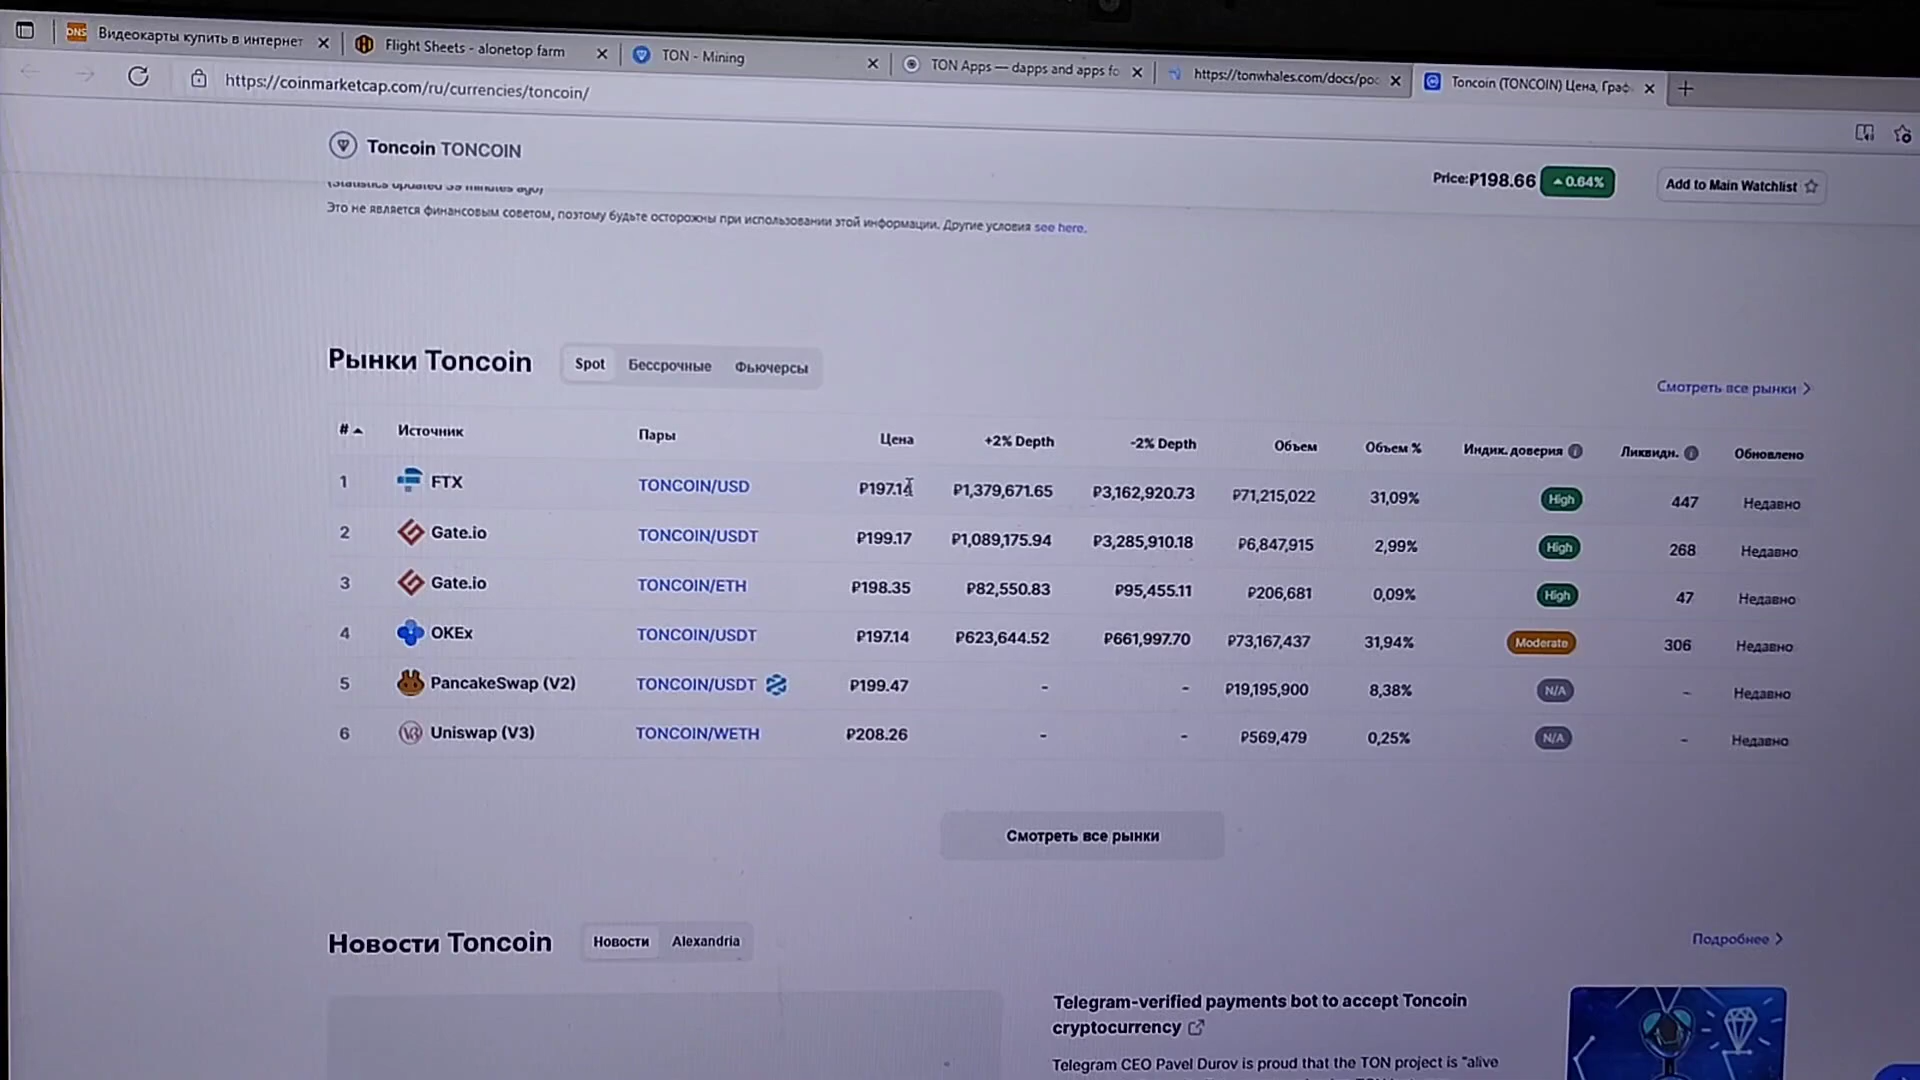 Видеокарты купить в интернет
Flight Sheets - alonetop farm
TON - Mining
TON Apps — dapps and apps fo
https://tonwhales.com/docs/poo
Toncoin (TONCOIN) Цена, Граф
https://coinmarketcap.com/ru/currencies/toncoin/
Toncoin TONCOIN
Price:₽198.66 0.64% Add to Main Watchlist
(Statistics updated 39 minutes ago)
Это не является финансовым советом, поэтому будьте осторожны при использовании этой информации. Другие условия see here.
Рынки Toncoin Spot Бессрочные Фьючерсы
Смотреть все рынки
# Источник Пары Цена +2% Depth -2% Depth Объем Объем % Индик. доверия Ликвидн. Обновлено
1 FTX TONCOIN/USD ₽197.14 ₽1,379,671.65 ₽3,162,920.73 ₽71,215,022 31,09% High 447 Недавно
2 Gate.io TONCOIN/USDT ₽199.17 ₽1,089,175.94 ₽3,285,910.18 ₽6,847,915 2,99% High 268 Недавно
3 Gate.io TONCOIN/ETH ₽198.35 ₽82,550.83 ₽95,455.11 ₽206,681 0,09% High 47 Недавно
4 OKEx TONCOIN/USDT ₽197.14 ₽623,644.52 ₽661,997.70 ₽73,167,437 31,94% Moderate 306 Недавно
5 PancakeSwap (V2) TONCOIN/USDT ₽199.47 - - ₽19,195,900 8,38% N/A - Недавно
6 Uniswap (V3) TONCOIN/WETH ₽208.26 - - ₽569,479 0,25% N/A - Недавно
Смотреть все рынки
Новости Toncoin Новости Alexandria
Подробнее
Telegram-verified payments bot to accept Toncoin
cryptocurrency
Telegram CEO Pavel Durov is proud that the TON project is "alive